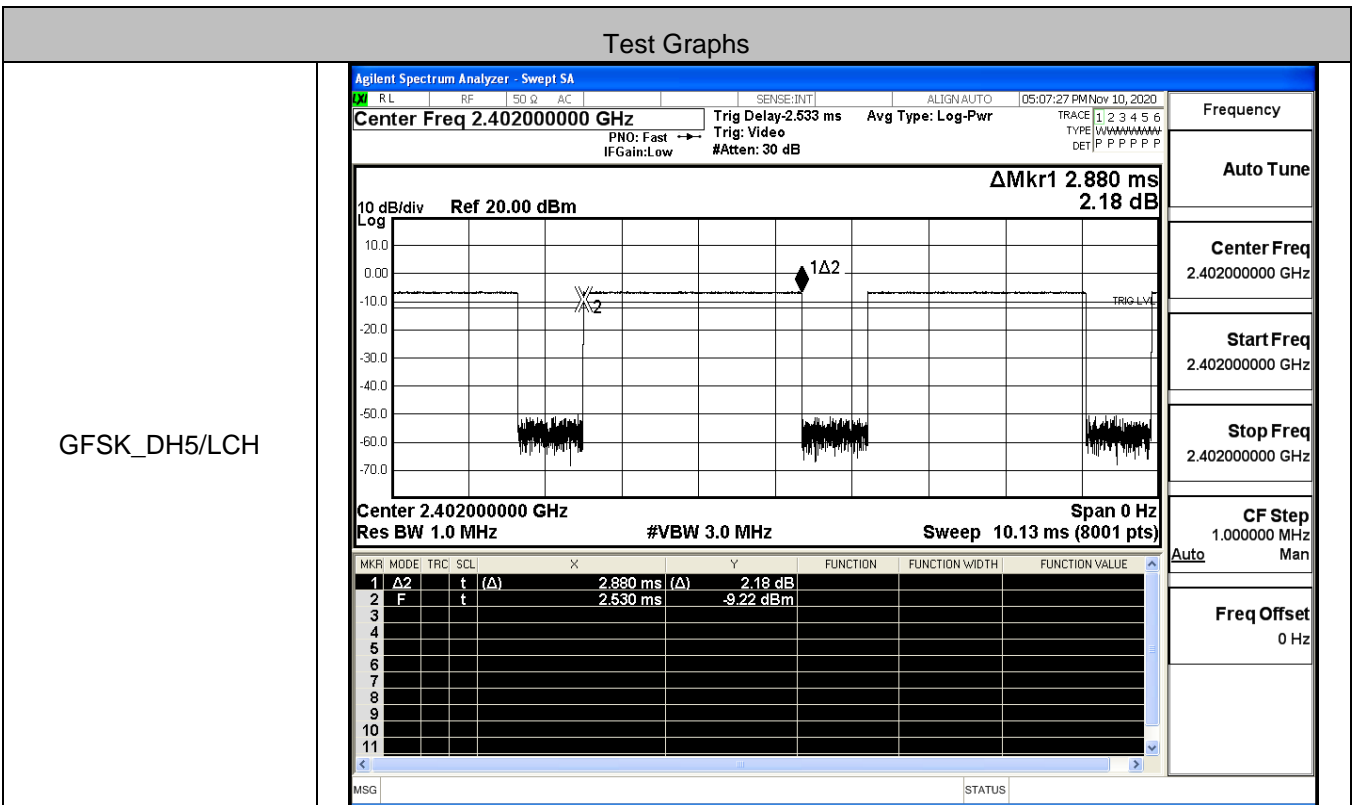 Test Graphs
GFSK_DH5/LCH
Agilent Spectrum Analyzer - Swept SA
LXI RL RF 50 Ω AC SENSE:INT ALIGN AUTO 05:07:27 PM Nov 10, 2020
Center Freq 2.402000000 GHz
PNO: Fast
IFGain:Low
Trig Delay-2.533 ms
Trig: Video
#Atten: 30 dB
Avg Type: Log-Pwr
TRACE 1 2 3 4 5 6
TYPE WWWWWW
DET P P P P P P
ΔMkr1 2.880 ms
2.18 dB
10 dB/div Ref 20.00 dBm
Log
10.0
0.00
-10.0
-20.0
-30.0
-40.0
-50.0
-60.0
-70.0
1Δ2
2
TRIG LVL
Center 2.402000000 GHz Span 0 Hz
Res BW 1.0 MHz #VBW 3.0 MHz Sweep 10.13 ms (8001 pts)
MKR MODE TRC SCL X Y FUNCTION FUNCTION WIDTH FUNCTION VALUE
1 Δ2 t (Δ) 2.880 ms (Δ) 2.18 dB
2 F t 2.530 ms -9.22 dBm
3
4
5
6
7
8
9
10
11
MSG STATUS
Frequency
Auto Tune
Center Freq
2.402000000 GHz
Start Freq
2.402000000 GHz
Stop Freq
2.402000000 GHz
CF Step
1.000000 MHz
Auto Man
Freq Offset
0 Hz